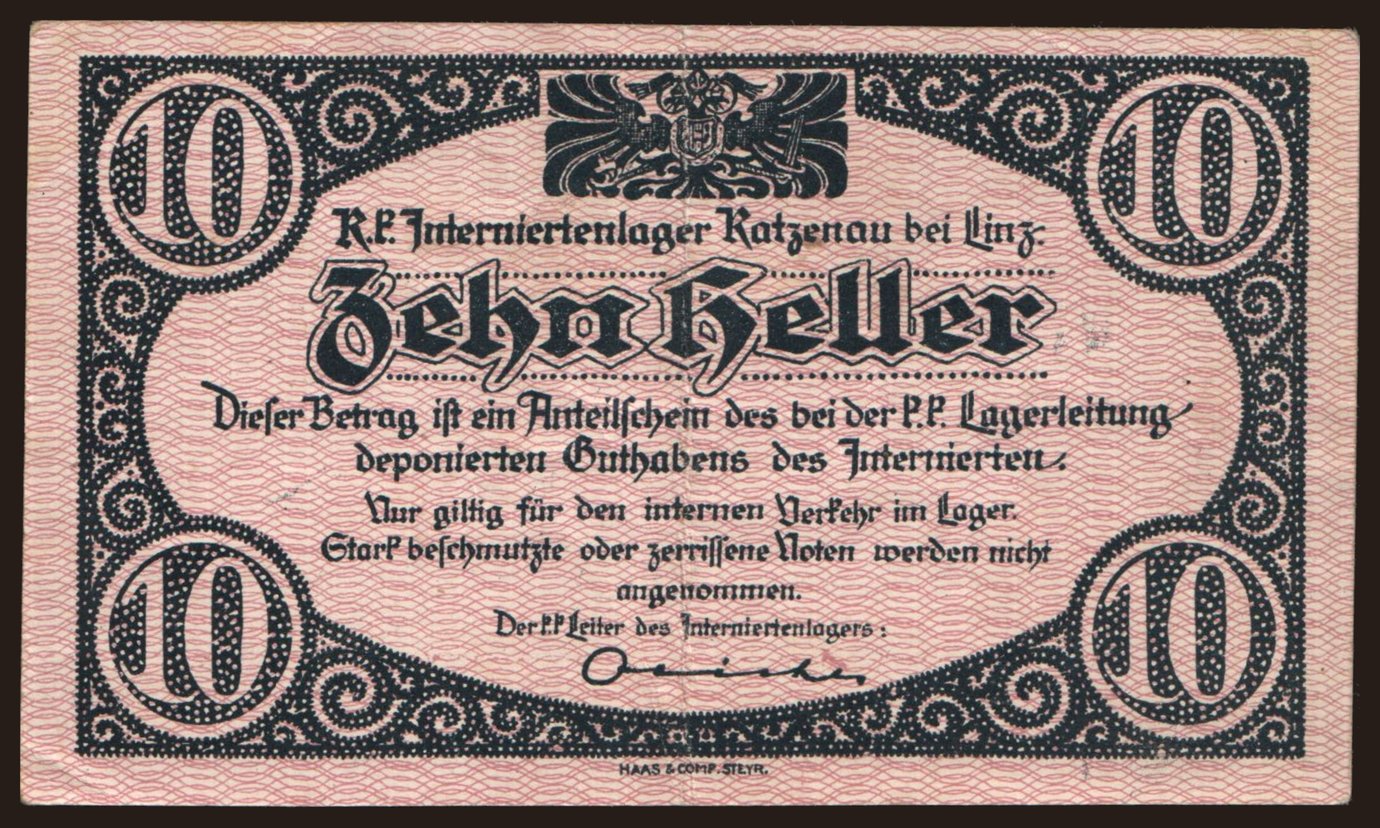 10 10
K.k. Interniertenlager Katzenau bei Linz.
Zehn Heller
Dieser Betrag ist ein Anteilschein des bei der k.k. Lagerleitung
deponierten Guthabens des Internierten.
Nur giltig für den internen Verkehr im Lager.
Stark beschmutzte oder zerrissene Noten werden nicht
angenommen.
Der k.k Leiter des Interniertenlagers:
10 10
HAAS & COMP. STEYR.